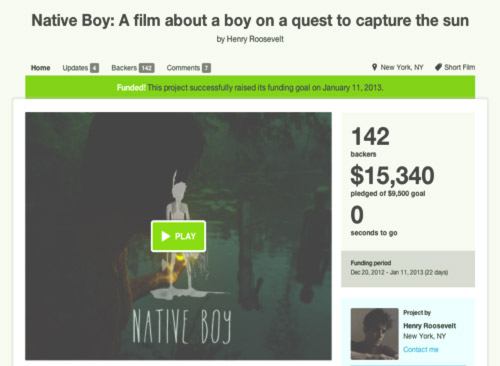 Native Boy: A film about a boy on a quest to capture the sun
by Henry Roosevelt
Home Updates 4 Backers 142 Comments 7 New York, NY Short Film
Funded! This project successfully raised its funding goal on January 11, 2013.
PLAY
NATIVE BOY
142
backers
$15,340
pledged of $9,500 goal
0
seconds to go
Funding period
Dec 20, 2012 - Jan 11, 2013 (22 days)
Project by
Henry Roosevelt
New York, NY
Contact me